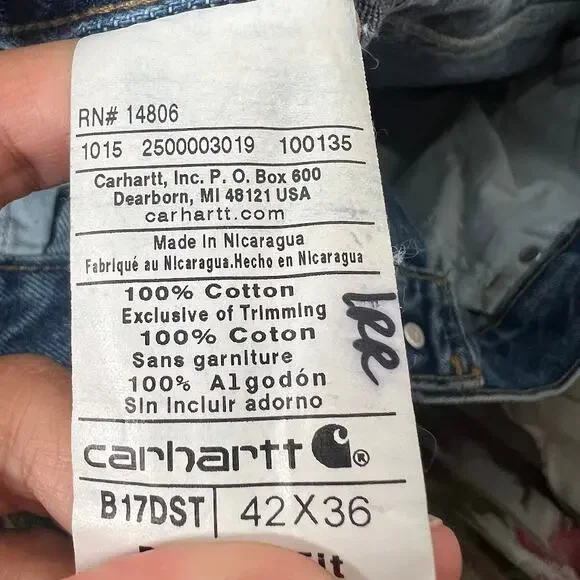 RN# 14806
1015 2500003019 100135
Carhartt, Inc. P. O. Box 600
Dearborn, MI 48121 USA
carhartt.com
Made in Nicaragua
Fabriqué au Nicaragua.Hecho en Nicaragua
100% Cotton
Exclusive of Trimming
100% Coton
Sans garniture
100% Algodón
Sin Incluir adorno
LRR
carhartt ®
B17DST 42X36
Fit